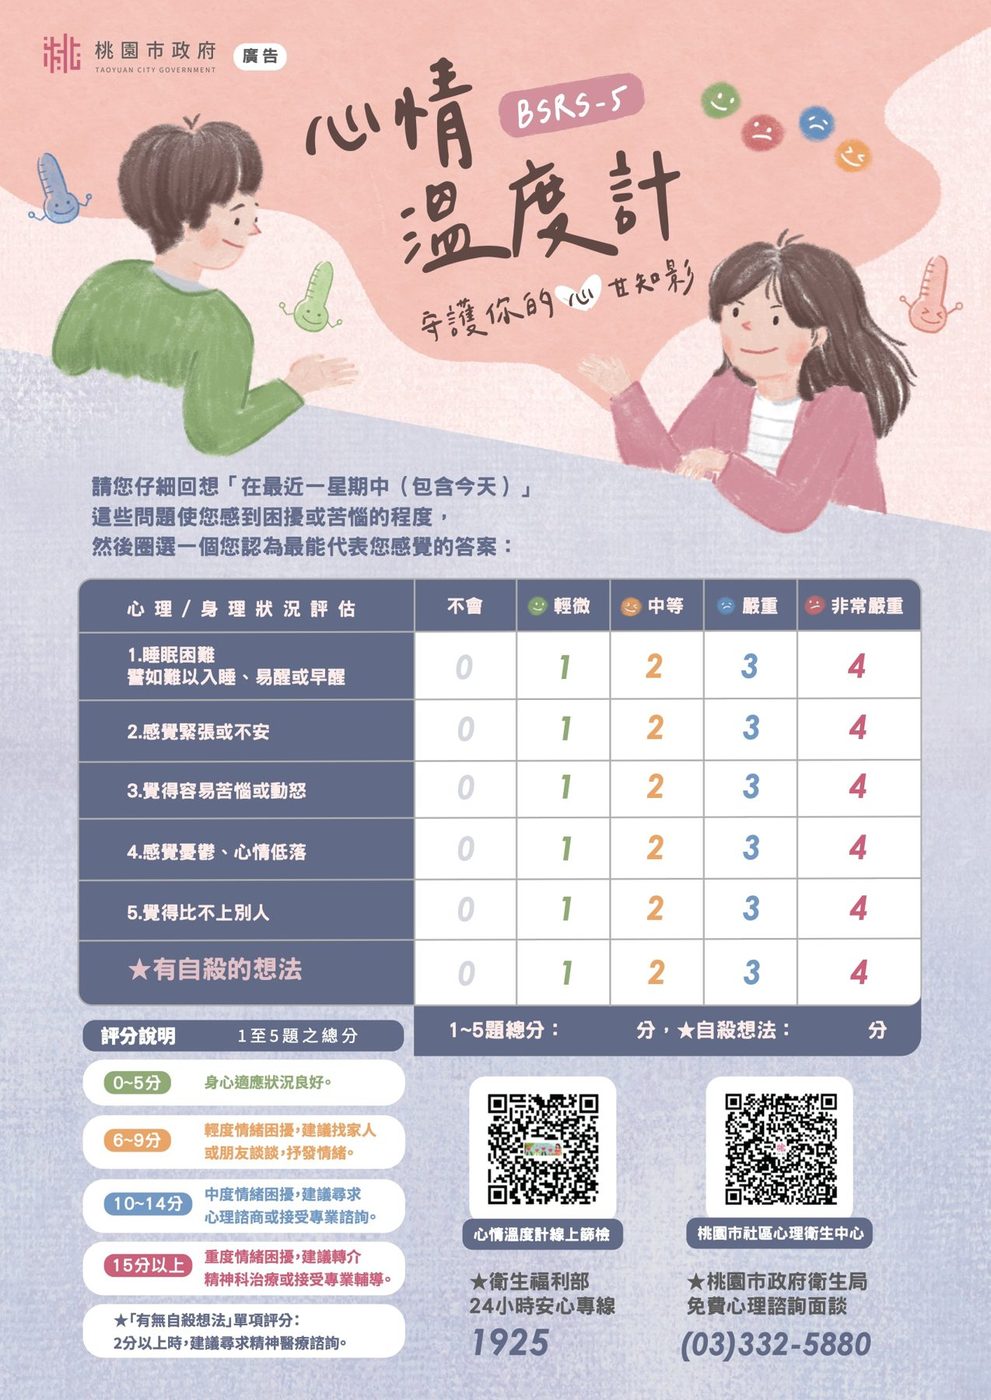 桃園市政府
TAOYUAN CITY GOVERNMENT
廣告
心情
BSRS-5
溫度計
守護你的心 甘知影
請您仔細回想「在最近一星期中（包含今天）」
這些問題使您感到困擾或苦惱的程度，
然後圈選一個您認為最能代表您感覺的答案：
心理/身理狀況評估 不會 輕微 中等 嚴重 非常嚴重
1.睡眠困難
譬如難以入睡、易醒或早醒
0 1 2 3 4
2.感覺緊張或不安 0 1 2 3 4
3.覺得容易苦惱或動怒 0 1 2 3 4
4.感覺憂鬱、心情低落 0 1 2 3 4
5.覺得比不上別人 0 1 2 3 4
★有自殺的想法 0 1 2 3 4
1~5題總分： 分，★自殺想法： 分
評分說明 1至5題之總分
0~5分 身心適應狀況良好。
6~9分 輕度情緒困擾，建議找家人
或朋友談談，抒發情緒。
10~14分 中度情緒困擾，建議尋求
心理諮商或接受專業諮詢。
15分以上 重度情緒困擾，建議轉介
精神科治療或接受專業輔導。
★「有無自殺想法」單項評分：
2分以上時，建議尋求精神醫療諮詢。
心情溫度計線上篩檢
★衛生福利部
24小時安心專線
1925
桃園市社區心理衛生中心
★桃園市政府衛生局
免費心理諮詢面談
(03)332-5880